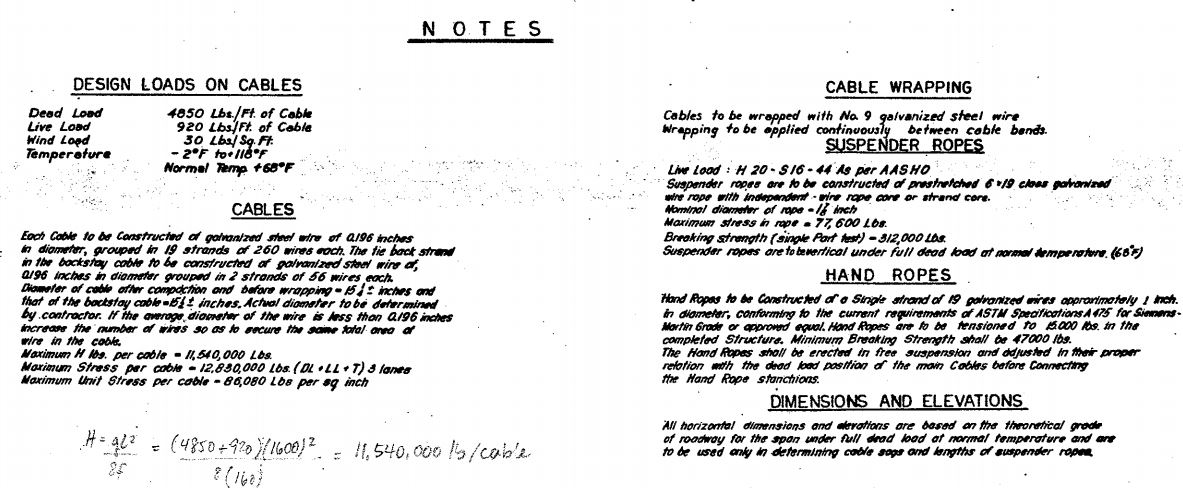 NOTES
DESIGN LOADS ON CABLES
Dead Load 4850 Lbs./Ft. of Cable
Live Load 920 Lbs/Ft. of Cable
Wind Load 30 Lbs/Sq. Ft.
Temperature - 2°F to + 118°F
Normal Temp. + 68°F
CABLES
Each Cable to be Constructed of galvanized steel wire of 0.196 inches
in diameter, grouped in 19 strands of 260 wires each. The tie back strand
in the backstay cable to be constructed of galvanized steel wire of,
0.196 inches in diameter grouped in 2 strands of 56 wires each.
Diameter of cable after compaction and before wrapping = 15 ± inches and
that of the backstay cable = 15 ± inches. Actual diameter to be determined
by contractor. If the average diameter of the wire is less than 0.196 inches
increase the number of wires so as to secure the same total area of
wire in the cable.
Maximum H lbs. per cable = 11,540,000 Lbs.
Maximum Stress per cable = 12,830,000 Lbs. (DL + LL + T) 3 lanes
Maximum Unit Stress per cable = 86,080 Lbs per sq inch
H = qL² / 8f = (4850+920)(1600)² / 8(160) = 11,540,000 lb/cable
CABLE WRAPPING
Cables to be wrapped with No. 9 galvanized steel wire
Wrapping to be applied continuously between cable bands.
SUSPENDER ROPES
Live Load : H 20 - S16 - 44 As per AASHO
Suspender ropes are to be constructed of prestretched 6 × 19 class galvanized
wire rope with independent - wire rope core or strand core.
Nominal diameter of rope = inch
Maximum stress in rope = 77,600 Lbs.
Breaking strength (single Part test) = 312,000 Lbs.
Suspender ropes are to be vertical under full dead load at normal temperature. (68°F)
HAND ROPES
Hand Ropes to be Constructed of a Single strand of 19 galvanized wires approximately 1 inch.
in diameter, conforming to the current requirements of ASTM Specifications A 475 for Siemens-
Martin Grade or approved equal. Hand Ropes are to be tensioned to 15.000 lbs. in the
completed Structure. Minimum Breaking Strength shall be 47000 lbs.
The Hand Ropes shall be erected in free suspension and adjusted in their proper
relation with the dead load position of the main Cables before Connecting
the Hand Rope stanchions.
DIMENSIONS AND ELEVATIONS
All horizontal dimensions and elevations are based on the theoretical grade
of roadway for the span under full dead load at normal temperature and are
to be used only in determining cable sags and lengths of suspender ropes.